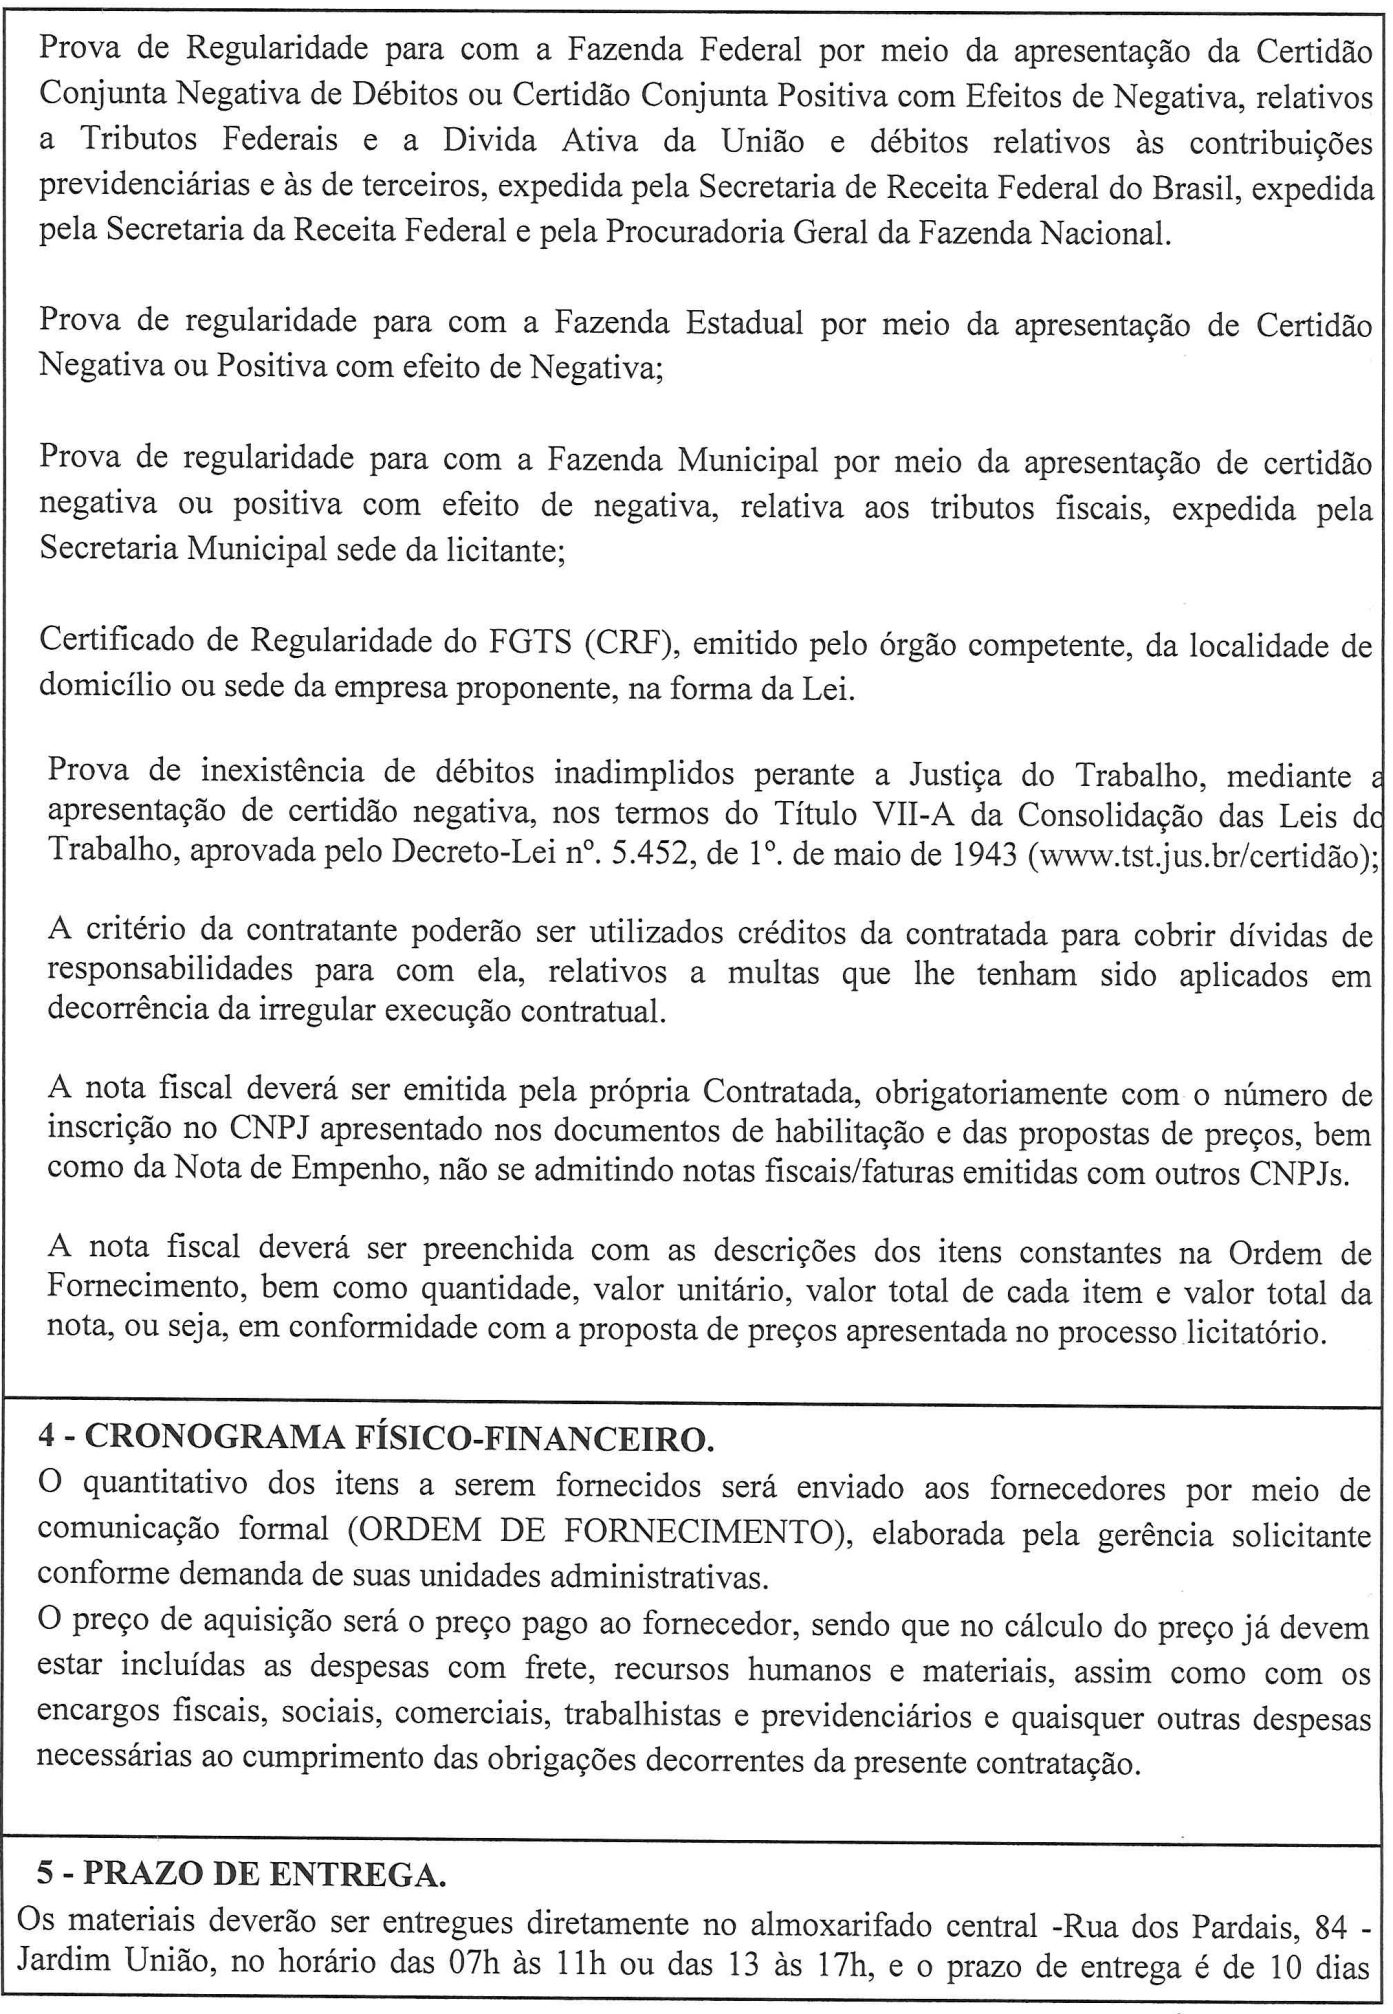 Prova de Regularidade para com a Fazenda Federal por meio da apresentação da Certidão
Conjunta Negativa de Débitos ou Certidão Conjunta Positiva com Efeitos de Negativa, relativos
a Tributos Federais e a Divida Ativa da União e débitos relativos às contribuições
previdenciárias e às de terceiros, expedida pela Secretaria de Receita Federal do Brasil, expedida
pela Secretaria da Receita Federal e pela Procuradoria Geral da Fazenda Nacional.
Prova de regularidade para com a Fazenda Estadual por meio da apresentação de Certidão
Negativa ou Positiva com efeito de Negativa;
Prova de regularidade para com a Fazenda Municipal por meio da apresentação de certidão
negativa ou positiva com efeito de negativa, relativa aos tributos fiscais, expedida pela
Secretaria Municipal sede da licitante;
Certificado de Regularidade do FGTS (CRF), emitido pelo órgão competente, da localidade de
domicílio ou sede da empresa proponente, na forma da Lei.
Prova de inexistência de débitos inadimplidos perante a Justiça do Trabalho, mediante a
apresentação de certidão negativa, nos termos do Título VII-A da Consolidação das Leis do
Trabalho, aprovada pelo Decreto-Lei nº. 5.452, de 1º. de maio de 1943 (www.tst.jus.br/certidão);
A critério da contratante poderão ser utilizados créditos da contratada para cobrir dívidas de
responsabilidades para com ela, relativos a multas que lhe tenham sido aplicados em
decorrência da irregular execução contratual.
A nota fiscal deverá ser emitida pela própria Contratada, obrigatoriamente com o número de
inscrição no CNPJ apresentado nos documentos de habilitação e das propostas de preços, bem
como da Nota de Empenho, não se admitindo notas fiscais/faturas emitidas com outros CNPJs.
A nota fiscal deverá ser preenchida com as descrições dos itens constantes na Ordem de
Fornecimento, bem como quantidade, valor unitário, valor total de cada item e valor total da
nota, ou seja, em conformidade com a proposta de preços apresentada no processo licitatório.
4 - CRONOGRAMA FÍSICO-FINANCEIRO.
O quantitativo dos itens a serem fornecidos será enviado aos fornecedores por meio de
comunicação formal (ORDEM DE FORNECIMENTO), elaborada pela gerência solicitante
conforme demanda de suas unidades administrativas.
O preço de aquisição será o preço pago ao fornecedor, sendo que no cálculo do preço já devem
estar incluídas as despesas com frete, recursos humanos e materiais, assim como com os
encargos fiscais, sociais, comerciais, trabalhistas e previdenciários e quaisquer outras despesas
necessárias ao cumprimento das obrigações decorrentes da presente contratação.
5 - PRAZO DE ENTREGA.
Os materiais deverão ser entregues diretamente no almoxarifado central -Rua dos Pardais, 84 -
Jardim União, no horário das 07h às 11h ou das 13 às 17h, e o prazo de entrega é de 10 dias